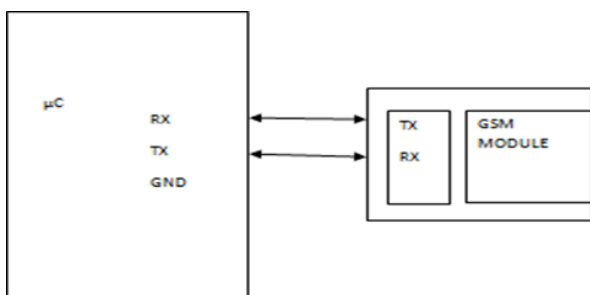 µC
RX
TX
GND
TX
RX
GSM
MODULE